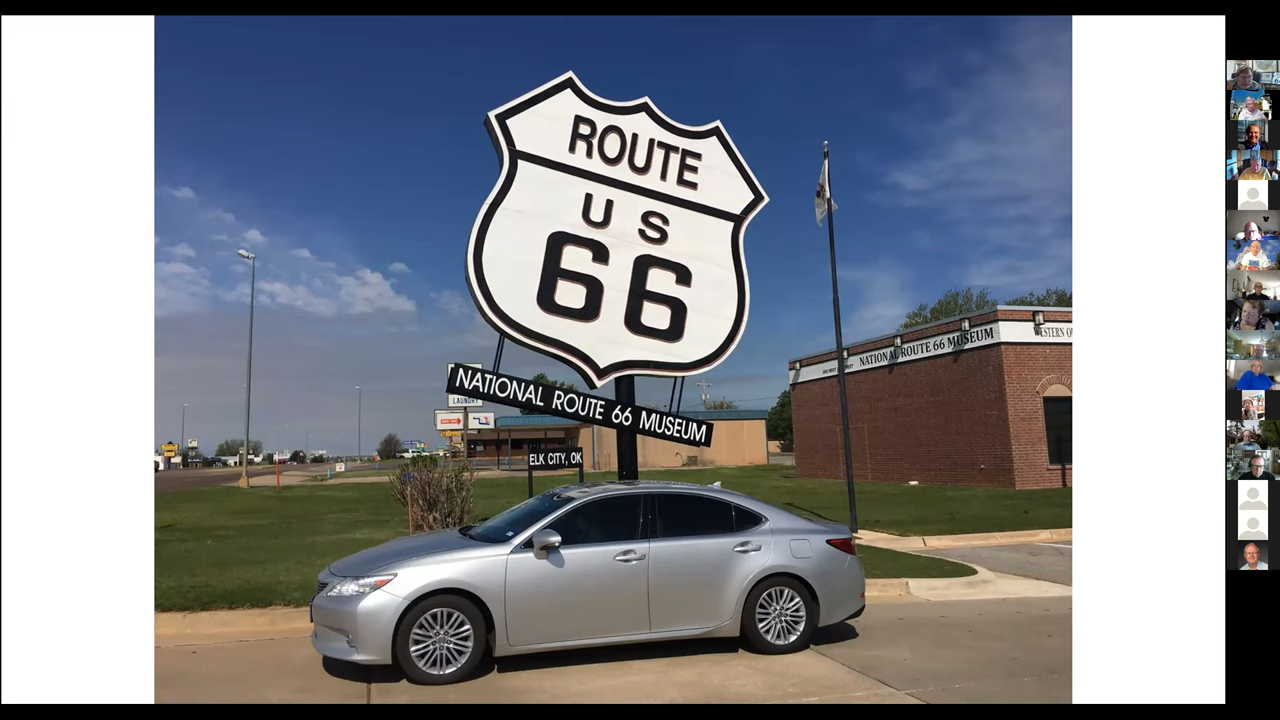 ROUTE
US
66
NATIONAL ROUTE 66 MUSEUM
LAUNDRY
ELK CITY, OK
NATIONAL ROUTE 66 MUSEUM
WESTERN